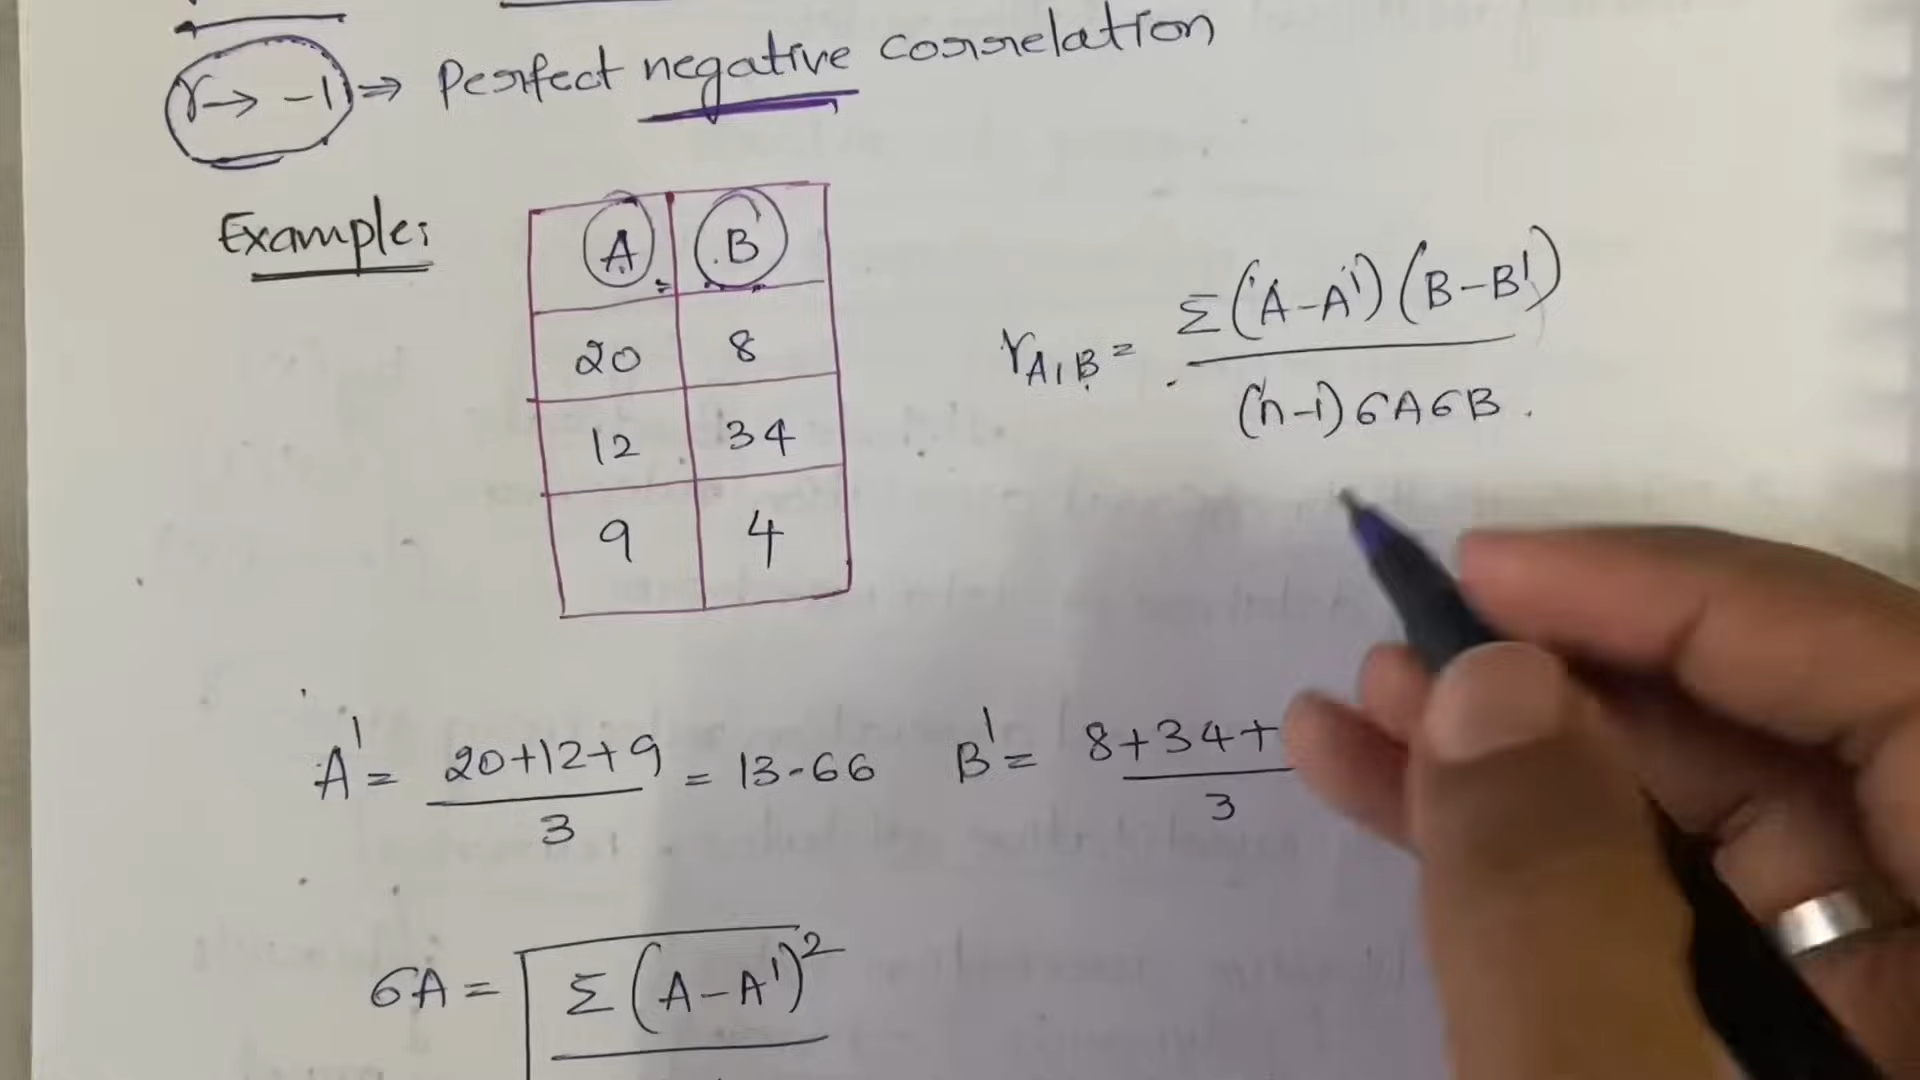 r→ -1 ⇒ Perfect negative correlation
Example:
A B
20 8
12 34
9 4
rA,B = Σ(A-A')(B-B')
(n-1)σAσB.
A' = 20+12+9 = 13.66 B' = 8+34+
3 3
σA = Σ(A-A')²